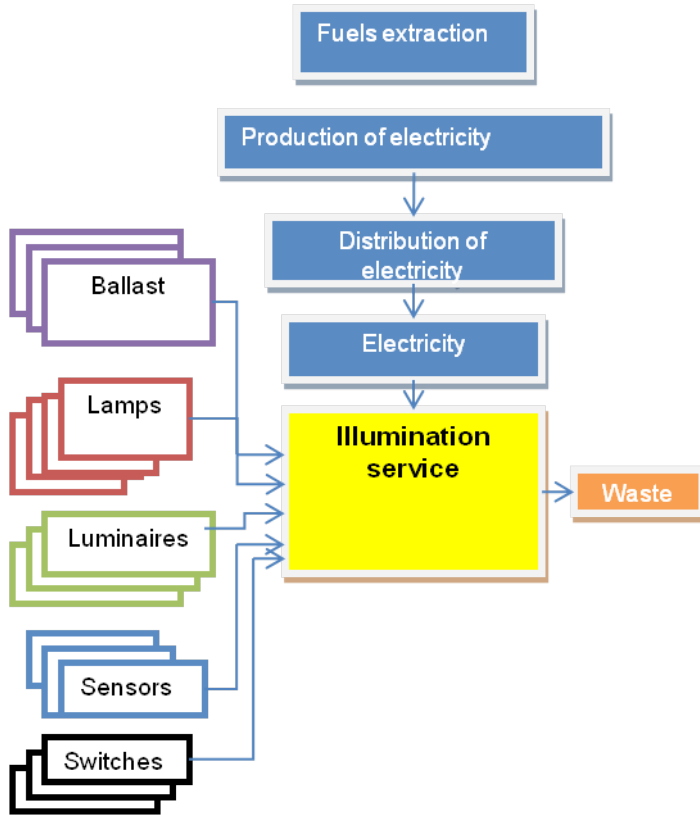 Fuels extraction
Production of electricity
Distribution of
electricity
Ballast
Electricity
Lamps
Illumination
service
Waste
Luminaires
Sensors
Switches